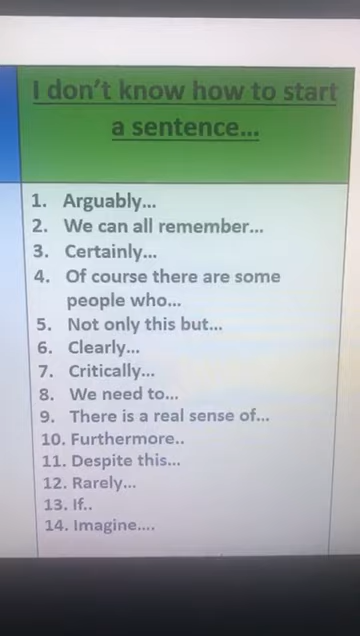 I don't know how to start
a sentence...
1. Arguably...
2. We can all remember...
3. Certainly...
4. Of course there are some
people who...
5. Not only this but...
6. Clearly...
7. Critically...
8. We need to...
9. There is a real sense of...
10. Furthermore..
11. Despite this...
12. Rarely...
13. If..
14. Imagine....